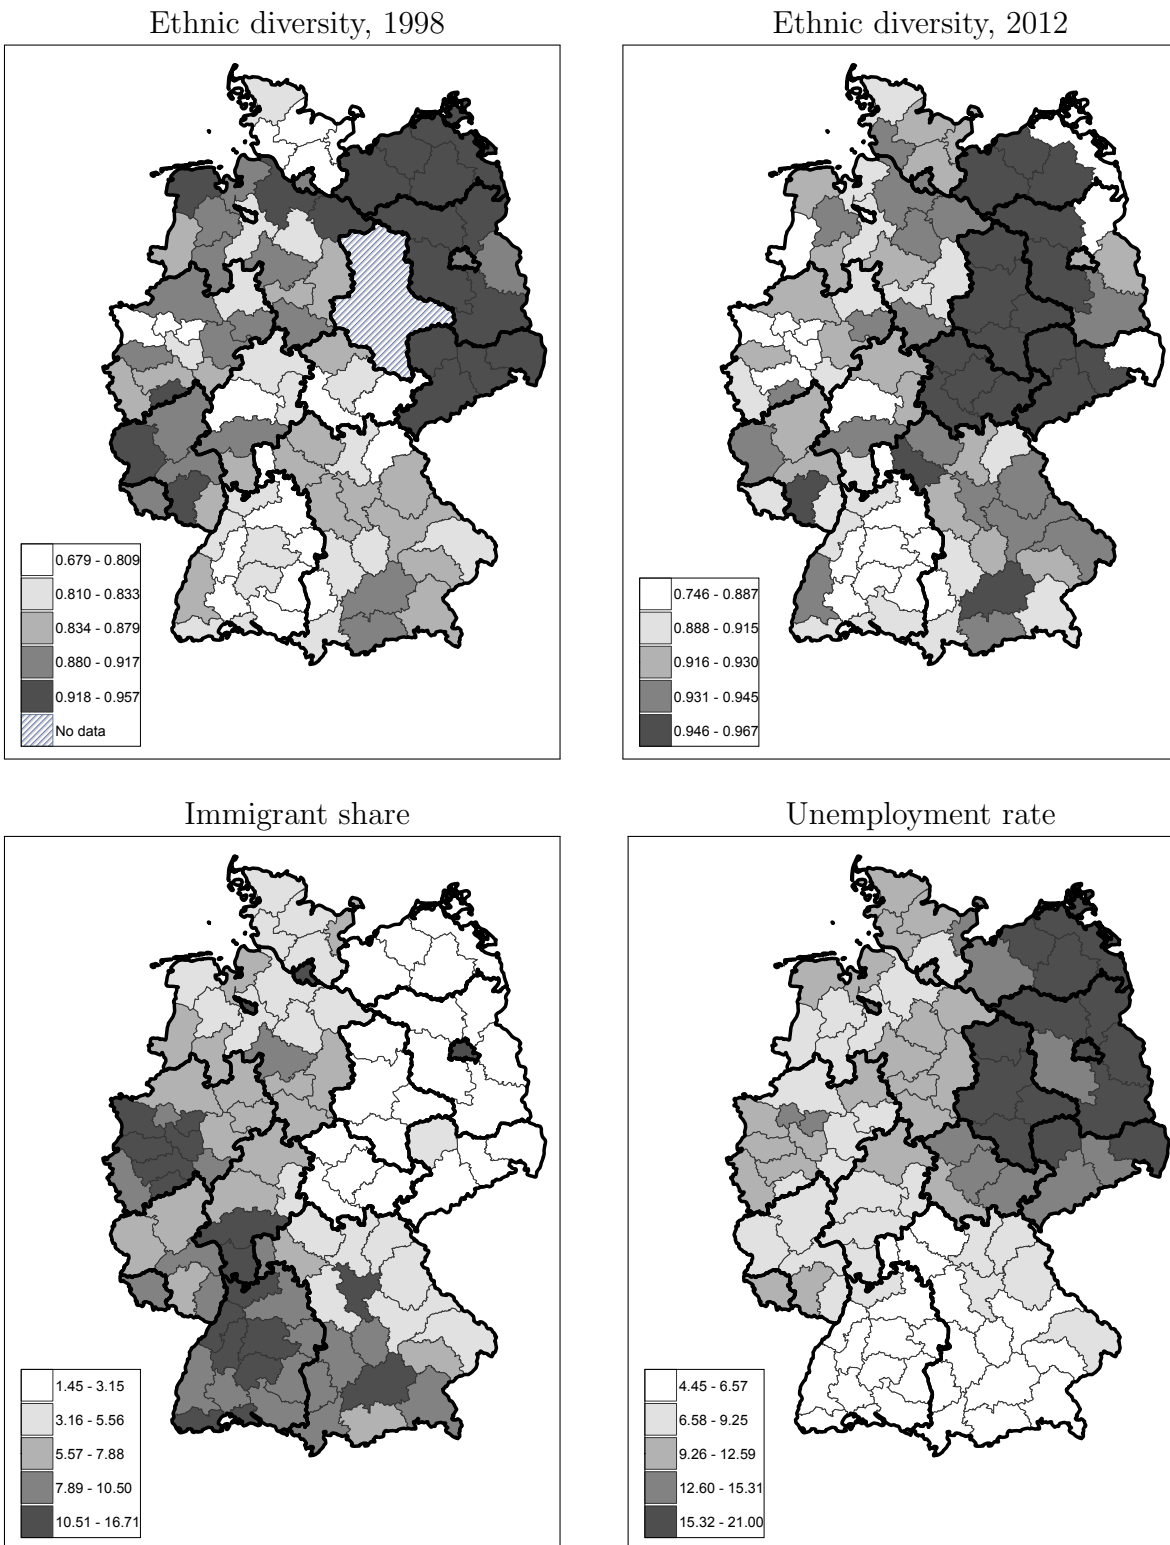 Ethnic diversity, 1998
0.679 - 0.809
0.810 - 0.833
0.834 - 0.879
0.880 - 0.917
0.918 - 0.957
No data
Ethnic diversity, 2012
0.746 - 0.887
0.888 - 0.915
0.916 - 0.930
0.931 - 0.945
0.946 - 0.967
Immigrant share
1.45 - 3.15
3.16 - 5.56
5.57 - 7.88
7.89 - 10.50
10.51 - 16.71
Unemployment rate
4.45 - 6.57
6.58 - 9.25
9.26 - 12.59
12.60 - 15.31
15.32 - 21.00